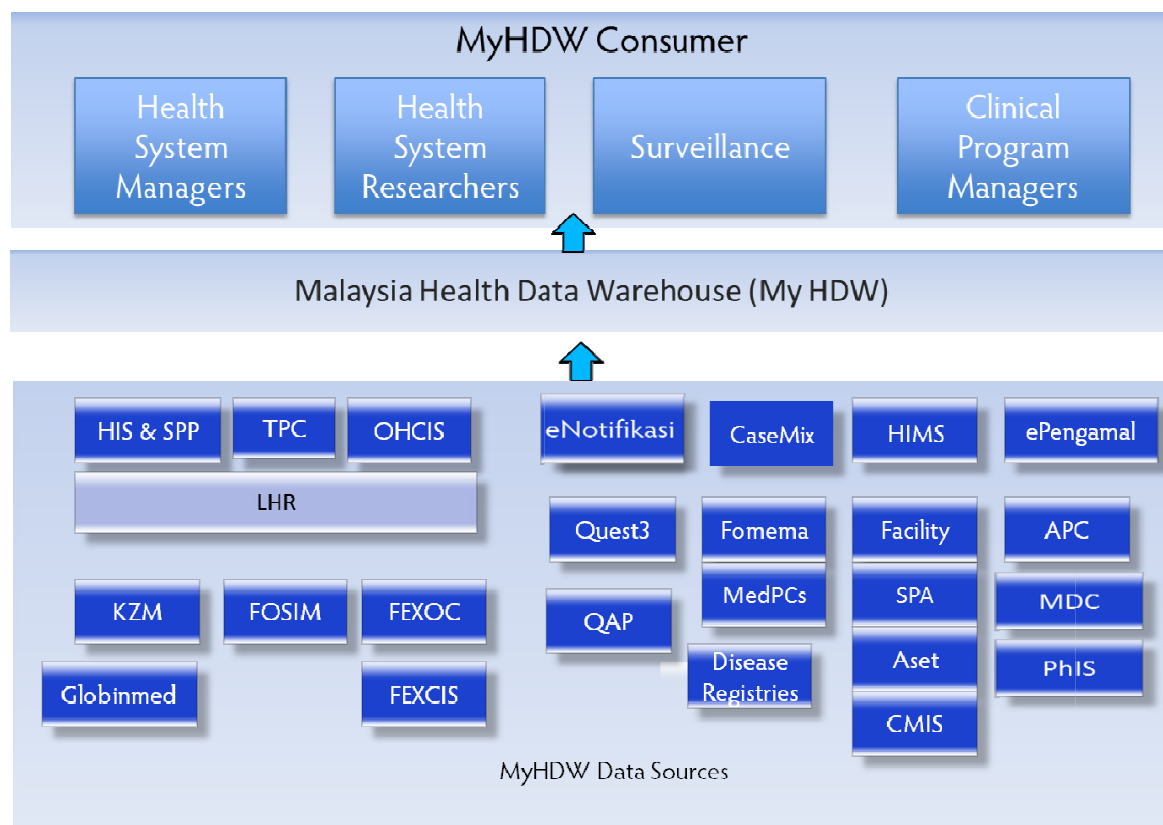 MyHDW Consumer
Health
System
Managers
Health
System
Researchers
Surveillance
Clinical
Program
Managers
Malaysia Health Data Warehouse (My HDW)
HIS & SPP
TPC
OHCIS
LHR
eNotifikasi
CaseMix
HIMS
ePengamal
Quest3
Fomema
Facility
APC
KZM
FOSIM
FEXOC
QAP
MedPCs
SPA
MDC
Globinmed
FEXCIS
Disease
Registries
Aset
PhIS
CMIS
MyHDW Data Sources